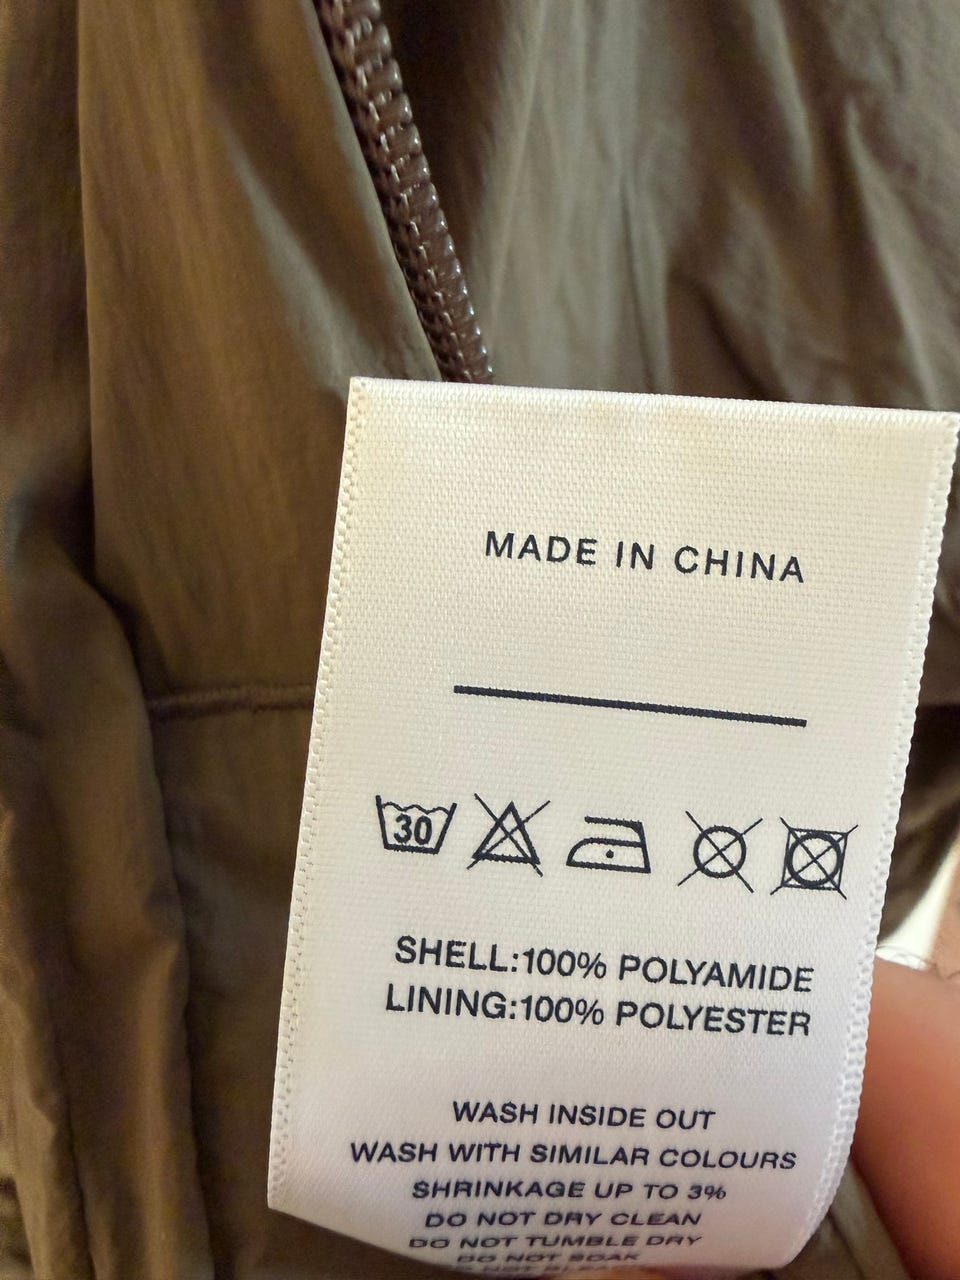 MADE IN CHINA
30
SHELL:100% POLYAMIDE
LINING:100% POLYESTER
WASH INSIDE OUT
WASH WITH SIMILAR COLOURS
SHRINKAGE UP TO 3%
DO NOT DRY CLEAN
DO NOT TUMBLE DRY
DO NOT SOAK